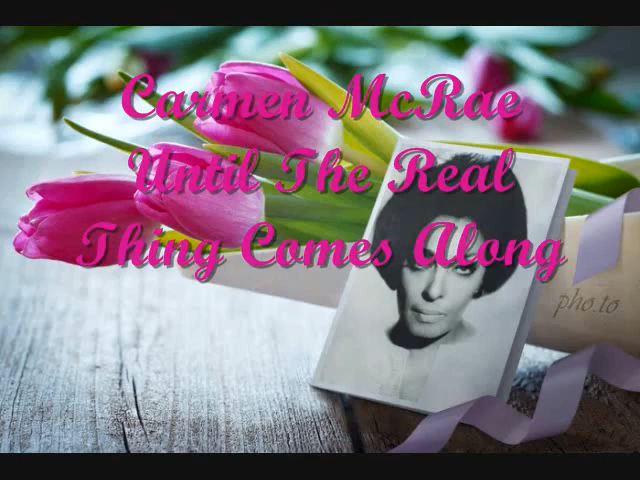 Carmen McRae
Until The Real
Thing Comes Along
pho.to